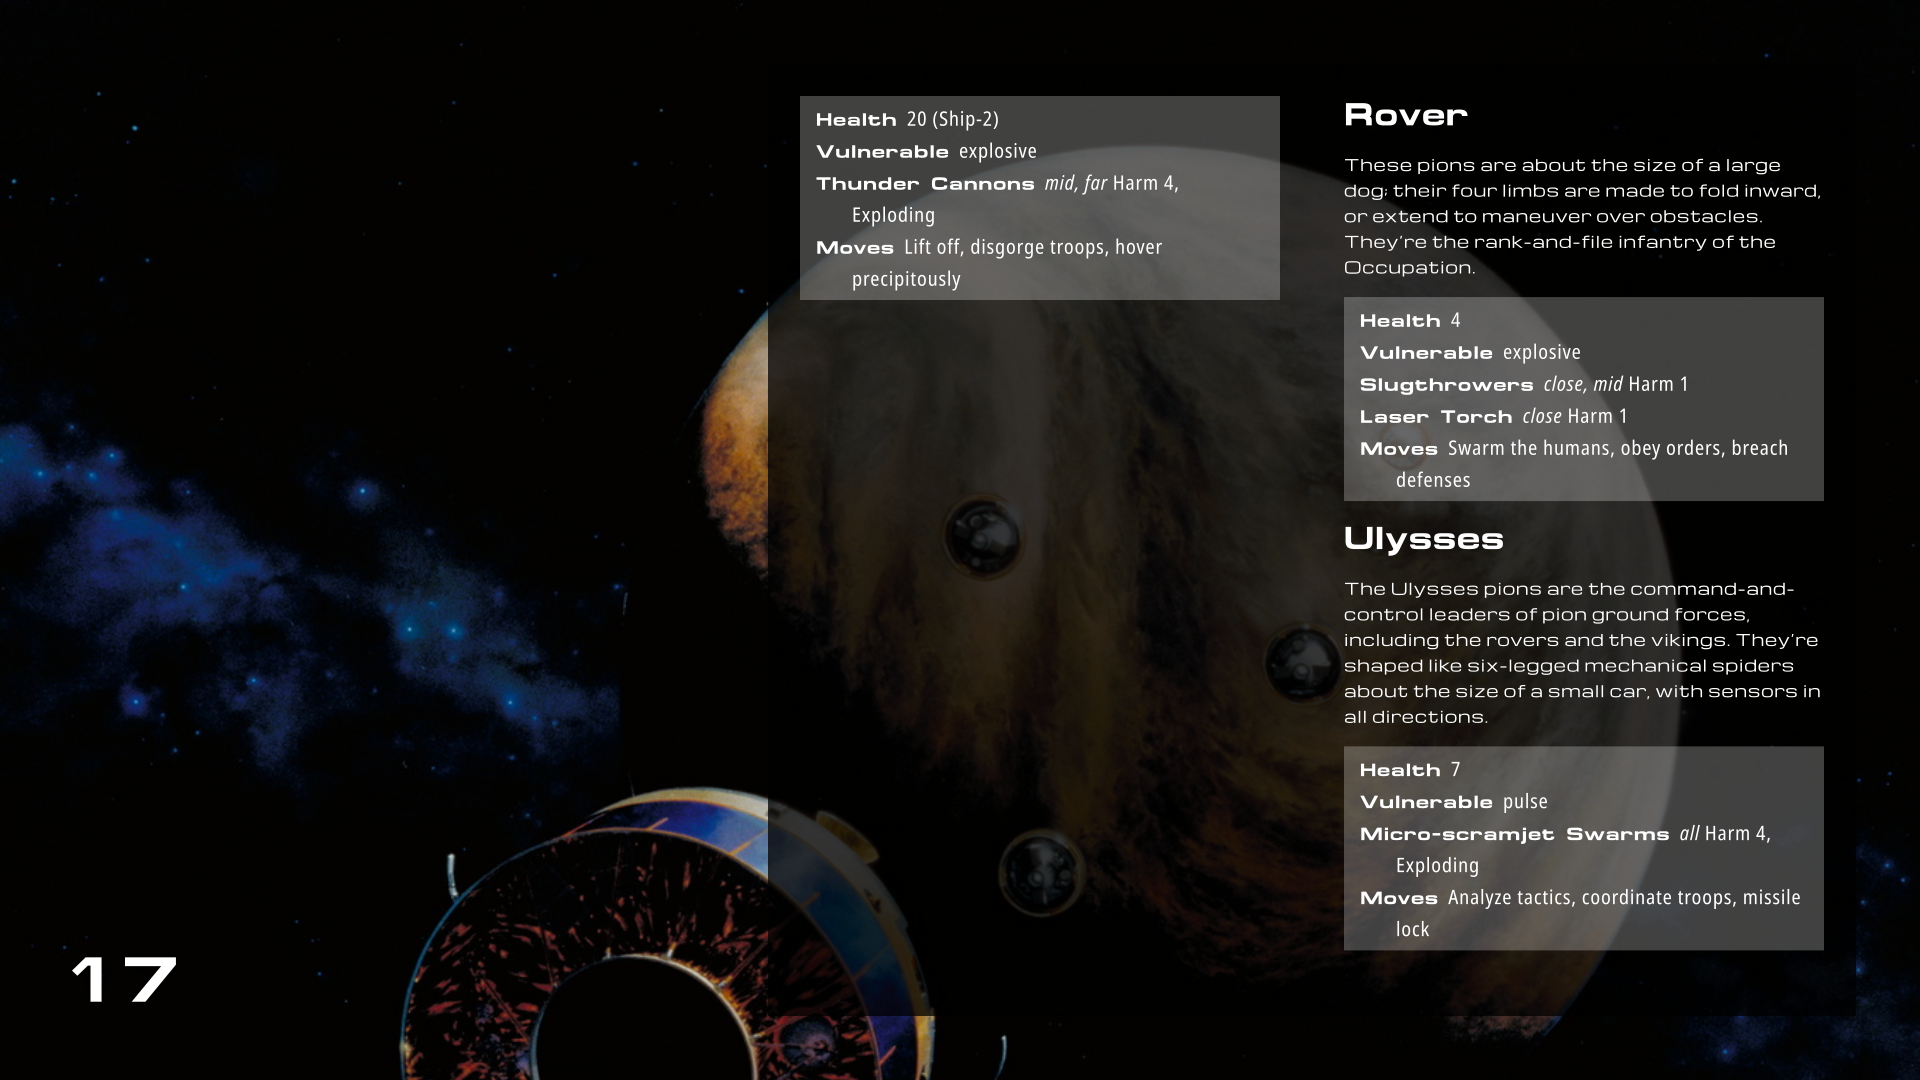 Health 20 (Ship-2)
Vulnerable explosive
Thunder Cannons mid, far Harm 4,
Exploding
Moves Lift off, disgorge troops, hover
precipitously
Rover
These pions are about the size of a large
dog; their four limbs are made to fold inward,
or extend to maneuver over obstacles.
They're the rank-and-file infantry of the
Occupation.
Health 4
Vulnerable explosive
Slugthrowers close, mid Harm 1
Laser Torch close Harm 1
Moves Swarm the humans, obey orders, breach
defenses
Ulysses
The Ulysses pions are the command-and-
control leaders of pion ground forces,
including the rovers and the vikings. They're
shaped like six-legged mechanical spiders
about the size of a small car, with sensors in
all directions.
Health 7
Vulnerable pulse
Micro-scramjet Swarms all Harm 4,
Exploding
Moves Analyze tactics, coordinate troops, missile
lock
17